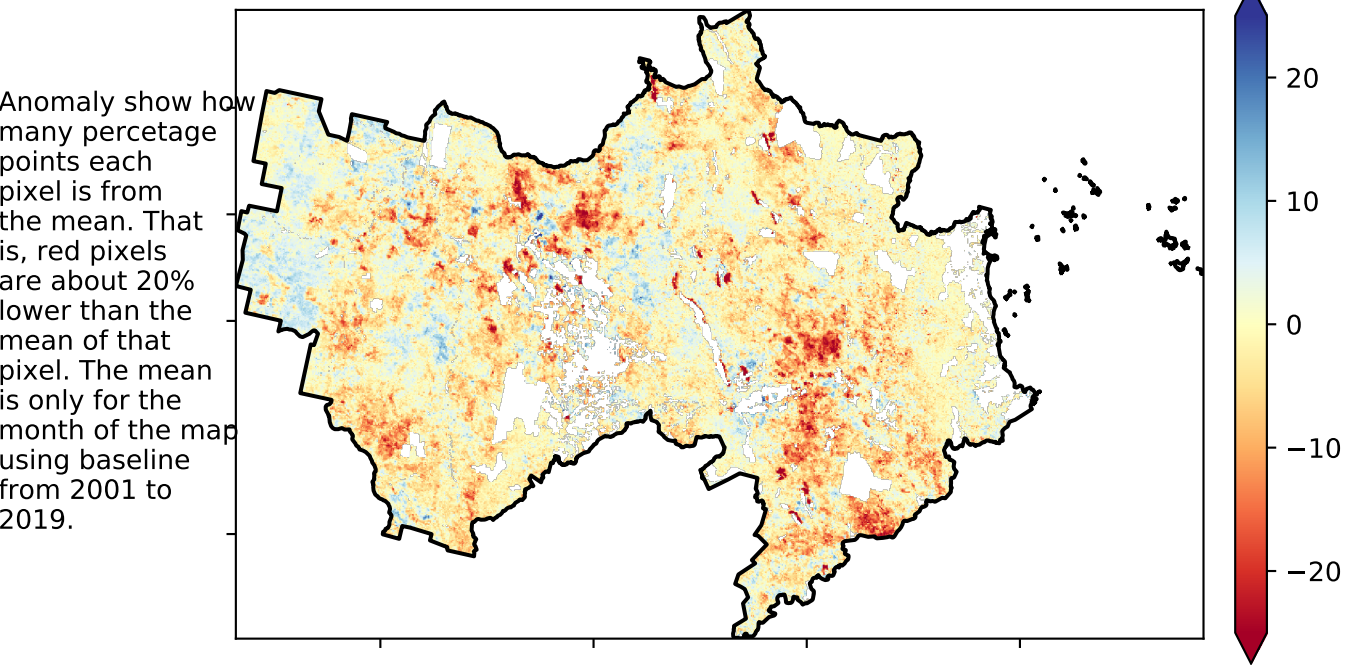 Anomaly show how
many percetage
points each
pixel is from
the mean. That
is, red pixels
are about 20%
lower than the
mean of that
pixel. The mean
is only for the
month of the map
using baseline
from 2001 to
2019.
20
10
0
−10
−20